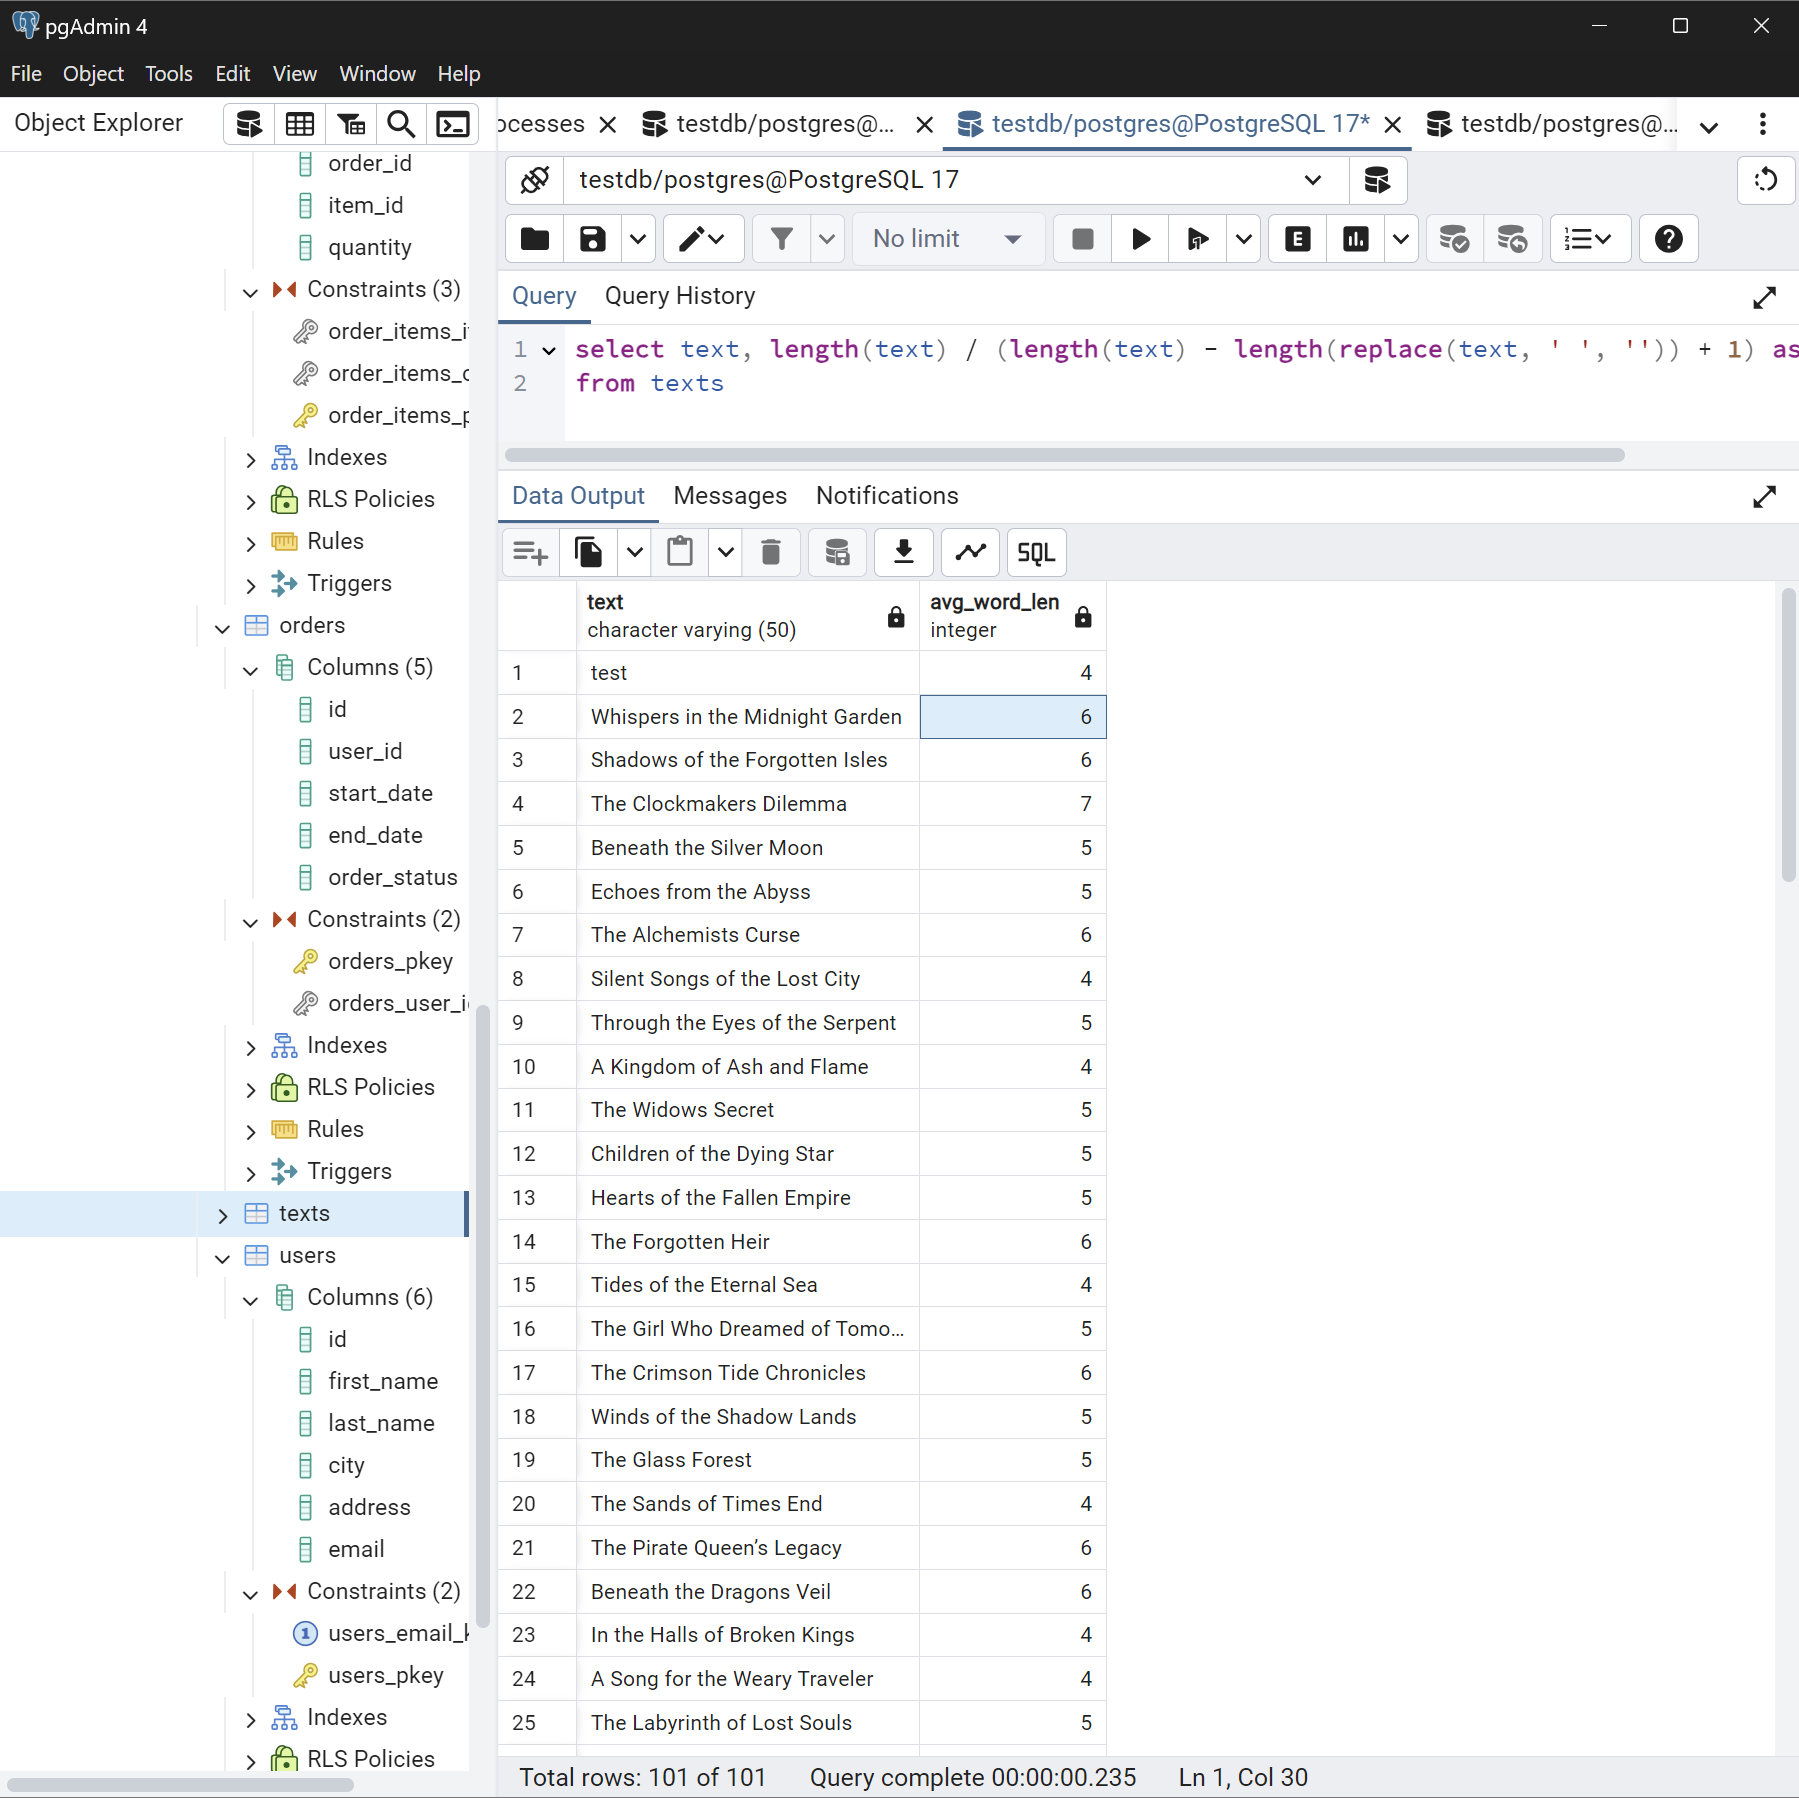 pgAdmin 4
File Object Tools Edit View Window Help
Object Explorer
ocesses testdb/postgres@... testdb/postgres@PostgreSQL 17* testdb/postgres@...
testdb/postgres@PostgreSQL 17
No limit
Query Query History
1 select text, length(text) / (length(text) - length(replace(text, ' ', '')) + 1) as
2 from texts
Data Output Messages Notifications
SQL
order_id
item_id
quantity
Constraints (3)
order_items_i
order_items_
order_items_p
Indexes
RLS Policies
Rules
Triggers
orders
Columns (5)
id
user_id
start_date
end_date
order_status
Constraints (2)
orders_pkey
orders_user_i
Indexes
RLS Policies
Rules
Triggers
texts
users
Columns (6)
id
first_name
last_name
city
address
email
Constraints (2)
1 users_email_k
users_pkey
Indexes
RLS Policies
text avg_word_len
character varying (50) integer
1 test 4
2 Whispers in the Midnight Garden 6
3 Shadows of the Forgotten Isles 6
4 The Clockmakers Dilemma 7
5 Beneath the Silver Moon 5
6 Echoes from the Abyss 5
7 The Alchemists Curse 6
8 Silent Songs of the Lost City 4
9 Through the Eyes of the Serpent 5
10 A Kingdom of Ash and Flame 4
11 The Widows Secret 5
12 Children of the Dying Star 5
13 Hearts of the Fallen Empire 5
14 The Forgotten Heir 6
15 Tides of the Eternal Sea 4
16 The Girl Who Dreamed of Tomo... 5
17 The Crimson Tide Chronicles 6
18 Winds of the Shadow Lands 5
19 The Glass Forest 5
20 The Sands of Times End 4
21 The Pirate Queen’s Legacy 6
22 Beneath the Dragons Veil 6
23 In the Halls of Broken Kings 4
24 A Song for the Weary Traveler 4
25 The Labyrinth of Lost Souls 5
Total rows: 101 of 101 Query complete 00:00:00.235 Ln 1, Col 30